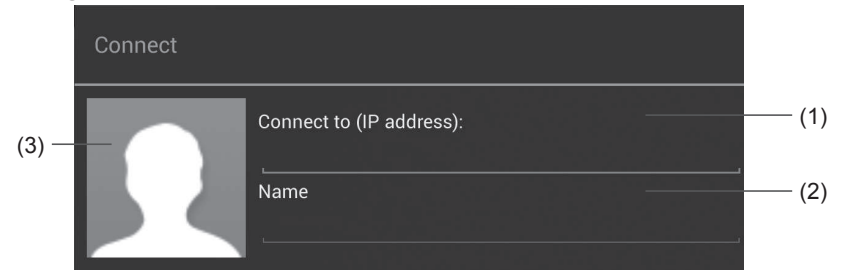 Connect
Connect to (IP address):
(1)
(3)
Name
(2)